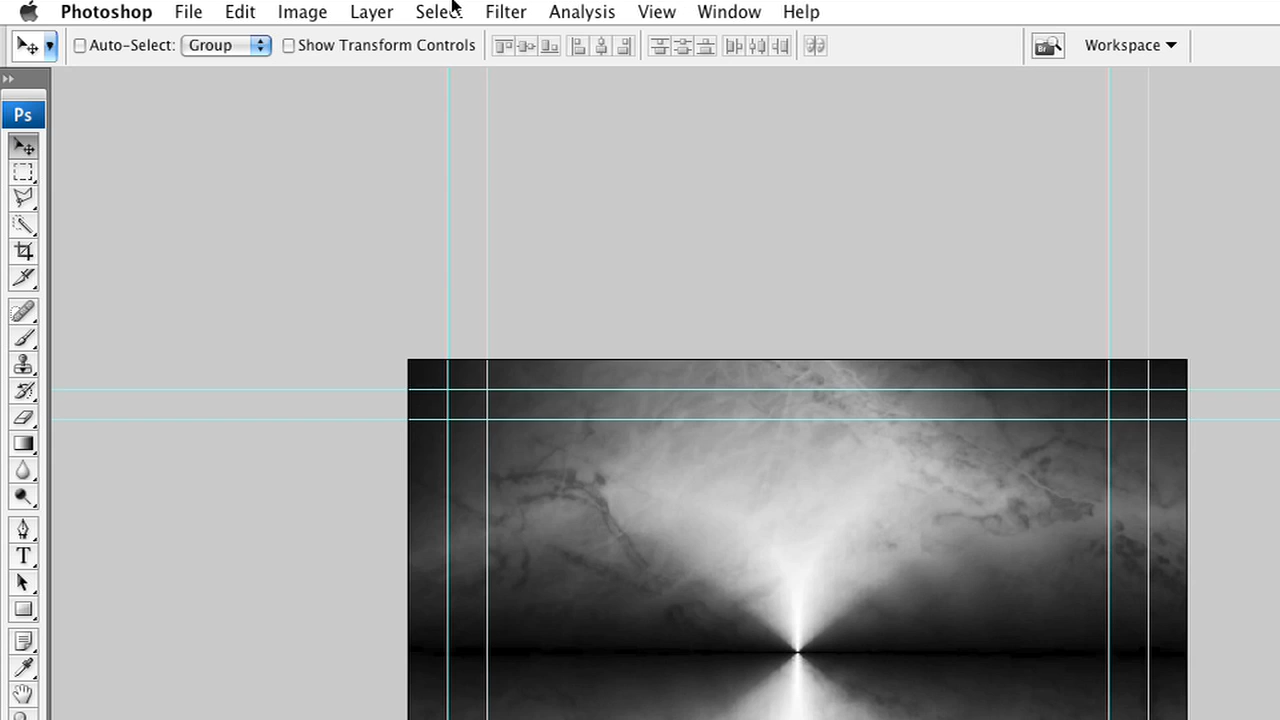 Photoshop File Edit Image Layer Select Filter Analysis View Window Help
Auto-Select: Group Show Transform Controls Br Workspace
Ps
T